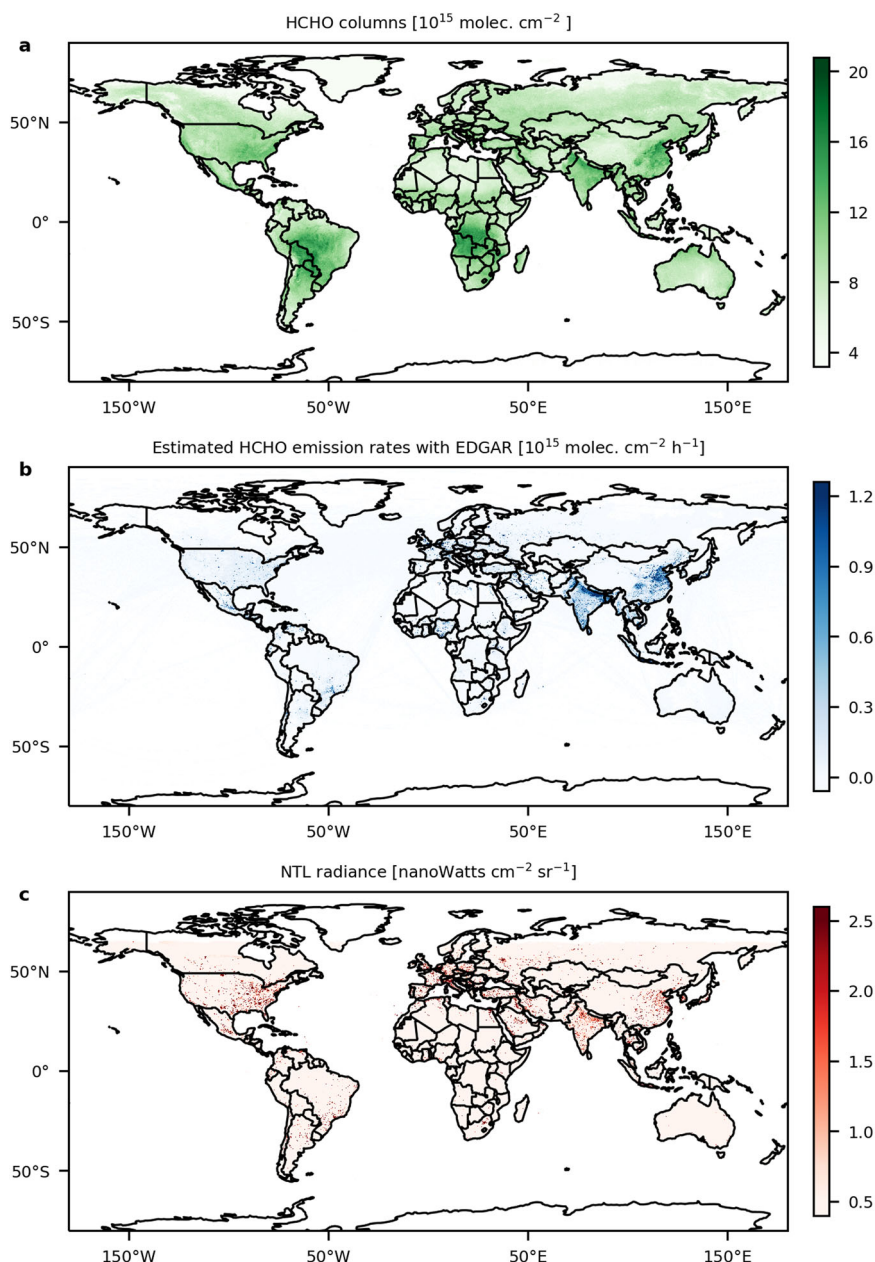 HCHO columns [10¹⁵ molec. cm⁻² ]
a
50°N
0°
50°S
150°W 50°W 50°E 150°E
20
16
12
8
4
Estimated HCHO emission rates with EDGAR [10¹⁵ molec. cm⁻² h⁻¹]
b
50°N
0°
50°S
150°W 50°W 50°E 150°E
1.2
0.9
0.6
0.3
0.0
NTL radiance [nanoWatts cm⁻² sr⁻¹]
c
50°N
0°
50°S
150°W 50°W 50°E 150°E
2.5
2.0
1.5
1.0
0.5